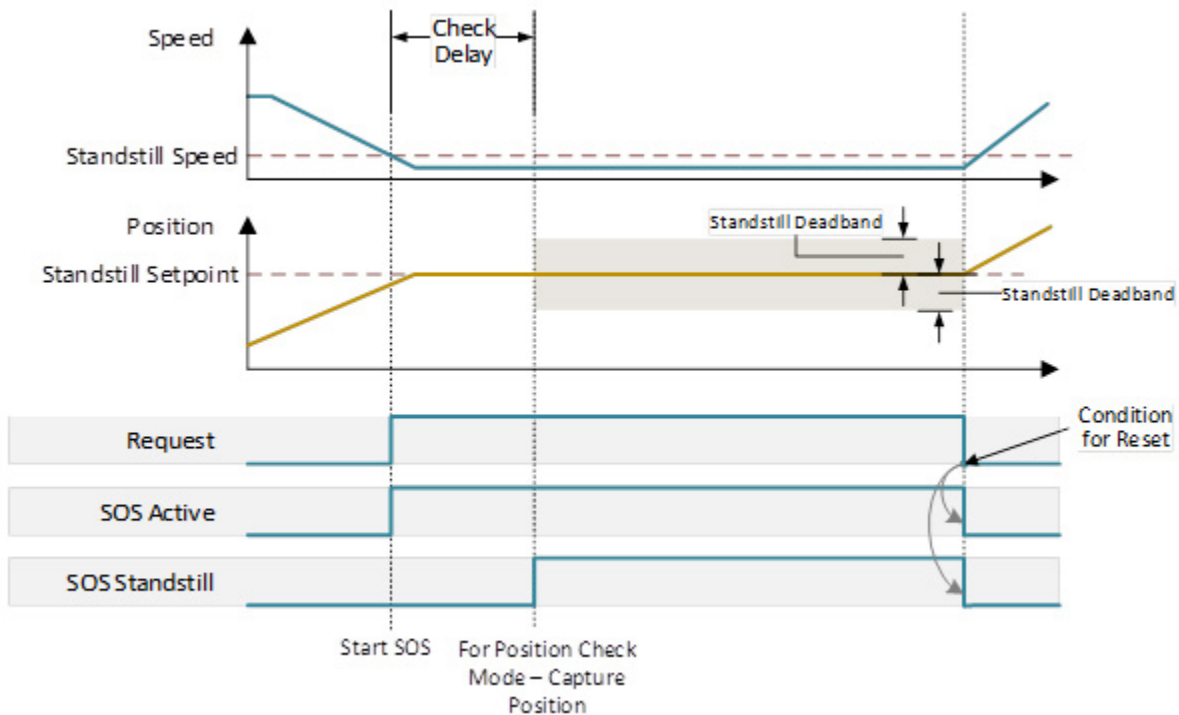 Speed
Check
Delay
Standstill Speed
Position
Standstill Deadband
Standstill Setpoint
Standstill Deadband
Condition
for Reset
Request
SOS Active
SOS Standstill
Start SOS
For Position Check
Mode – Capture
Position